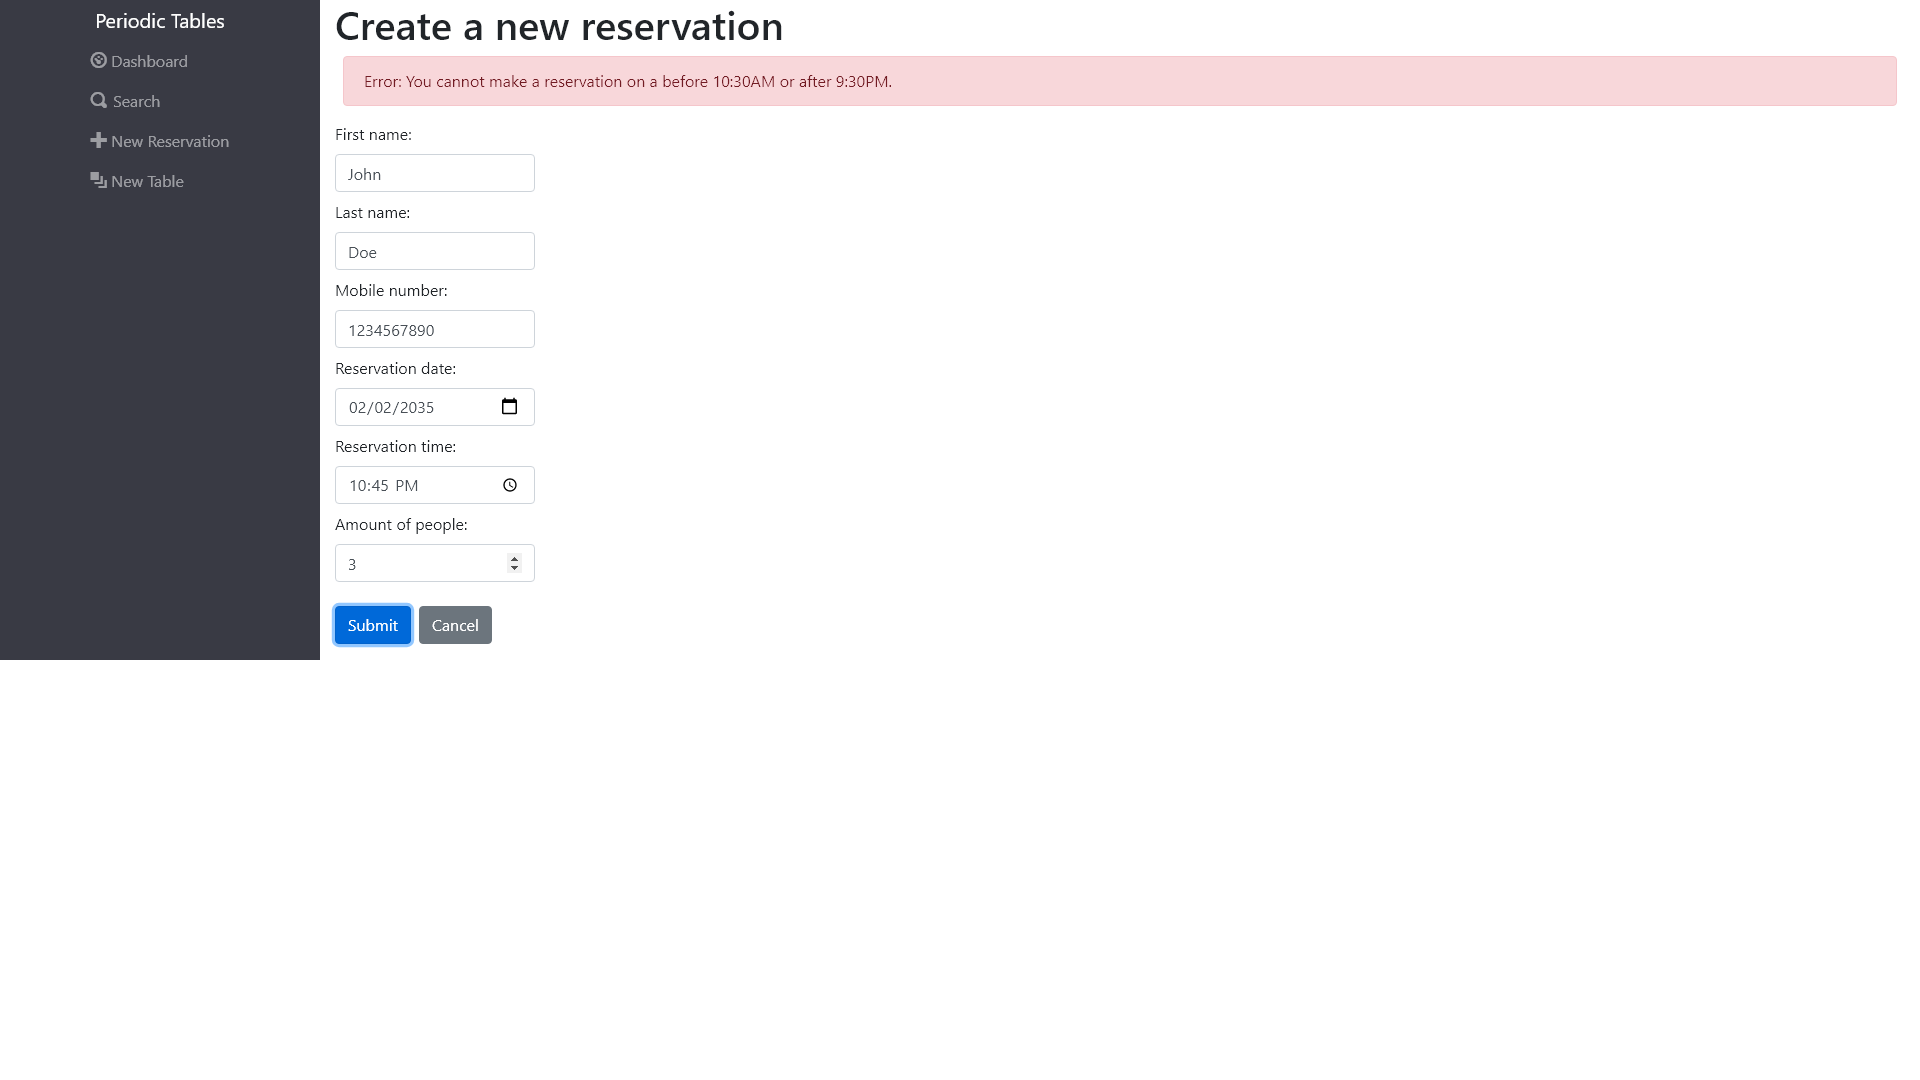 Periodic Tables
Dashboard
Search
New Reservation
New Table
Create a new reservation
Error: You cannot make a reservation on a before 10:30AM or after 9:30PM.
First name:
John
Last name:
Doe
Mobile number:
1234567890
Reservation date:
02/02/2035
Reservation time:
10:45 PM
Amount of people:
3
Submit Cancel